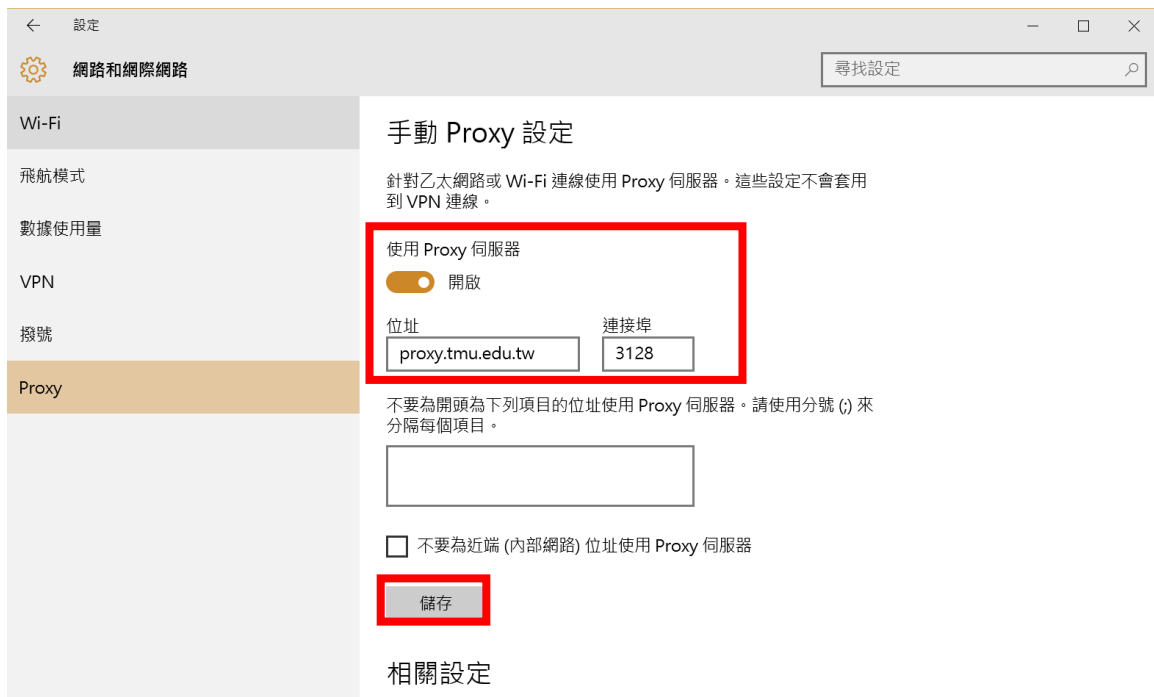 設定
網路和網際網路
尋找設定
Wi-Fi
飛航模式
數據使用量
VPN
撥號
Proxy
手動 Proxy 設定
針對乙太網路或 Wi-Fi 連線使用 Proxy 伺服器。這些設定不會套用
到 VPN 連線。
使用 Proxy 伺服器
開啟
位址 連接埠
proxy.tmu.edu.tw 3128
不要為開頭為下列項目的位址使用 Proxy 伺服器。請使用分號 (;) 來
分隔每個項目。
不要為近端 (內部網路) 位址使用 Proxy 伺服器
儲存
相關設定